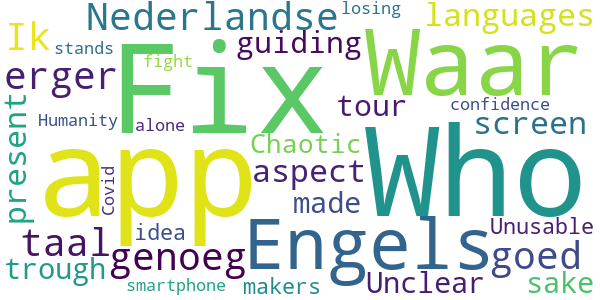 Nederlandse losing languages
Ik stands guiding Waar
erger fight Fix
present Humanity alone tour confidence
Covid Chaotic screen
app aspect Who
made Unusable
taal idea Engels goed
trough genoeg Unclear sake
smartphone makers